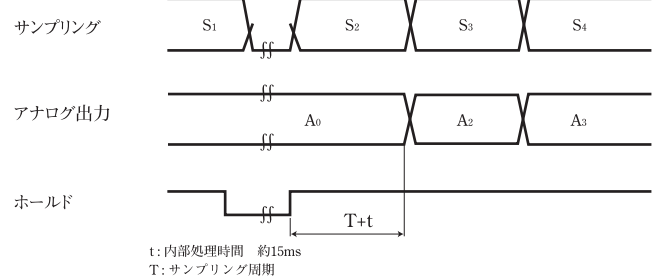 サンプリング S1 S2 S3 S4
アナログ出力 A0 A2 A3
ホールド
T+t
t : 内部処理時間　約15ms
T : サンプリング周期